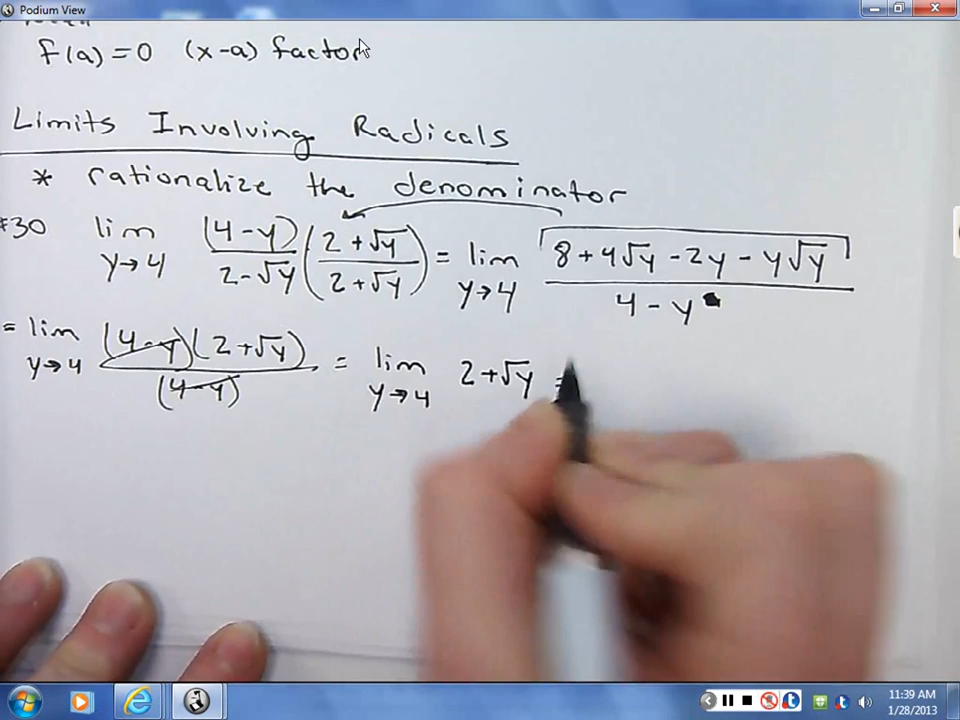 Podium View
f(a) = 0 (x-a) factor
Limits Involving Radicals
* rationalize the denominator
#30 lim y→4 (4-y)/(2-√y) ((2+√y)/(2+√y)) = lim y→4 (8+4√y-2y-y√y)/(4-y)
= lim y→4 (4-y)(2+√y)/(4-y) = lim y→4 2+√y =
11:39 AM
1/28/2013